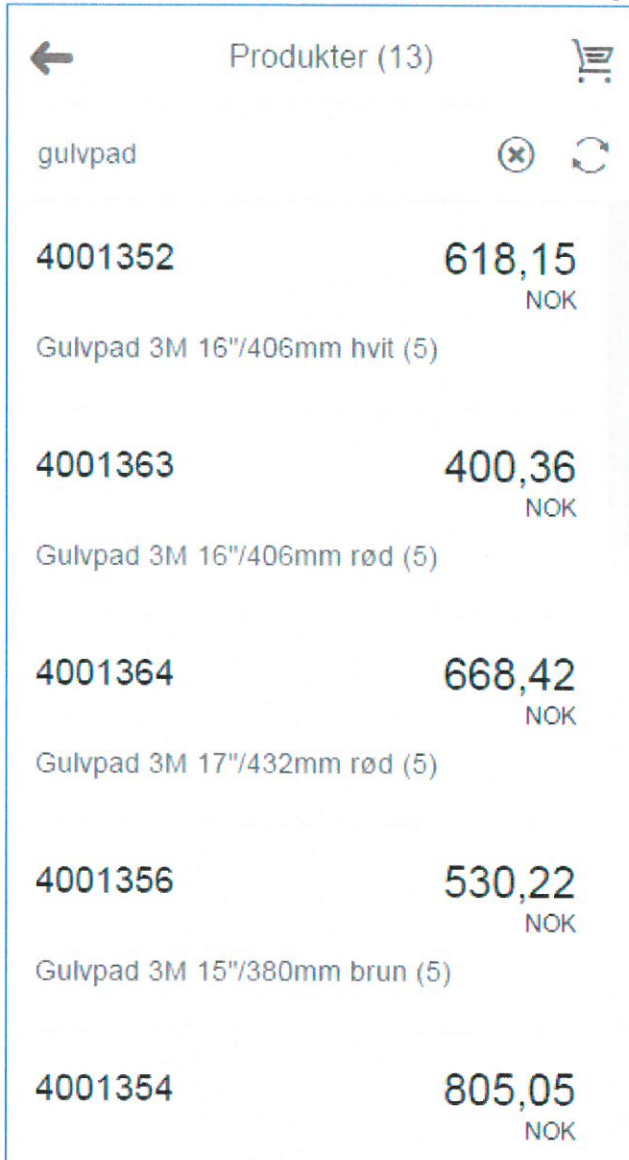 Produkter (13)
gulvpad
4001352 618,15
NOK
Gulvpad 3M 16"/406mm hvit (5)
4001363 400,36
NOK
Gulvpad 3M 16"/406mm rød (5)
4001364 668,42
NOK
Gulvpad 3M 17"/432mm rød (5)
4001356 530,22
NOK
Gulvpad 3M 15"/380mm brun (5)
4001354 805,05
NOK